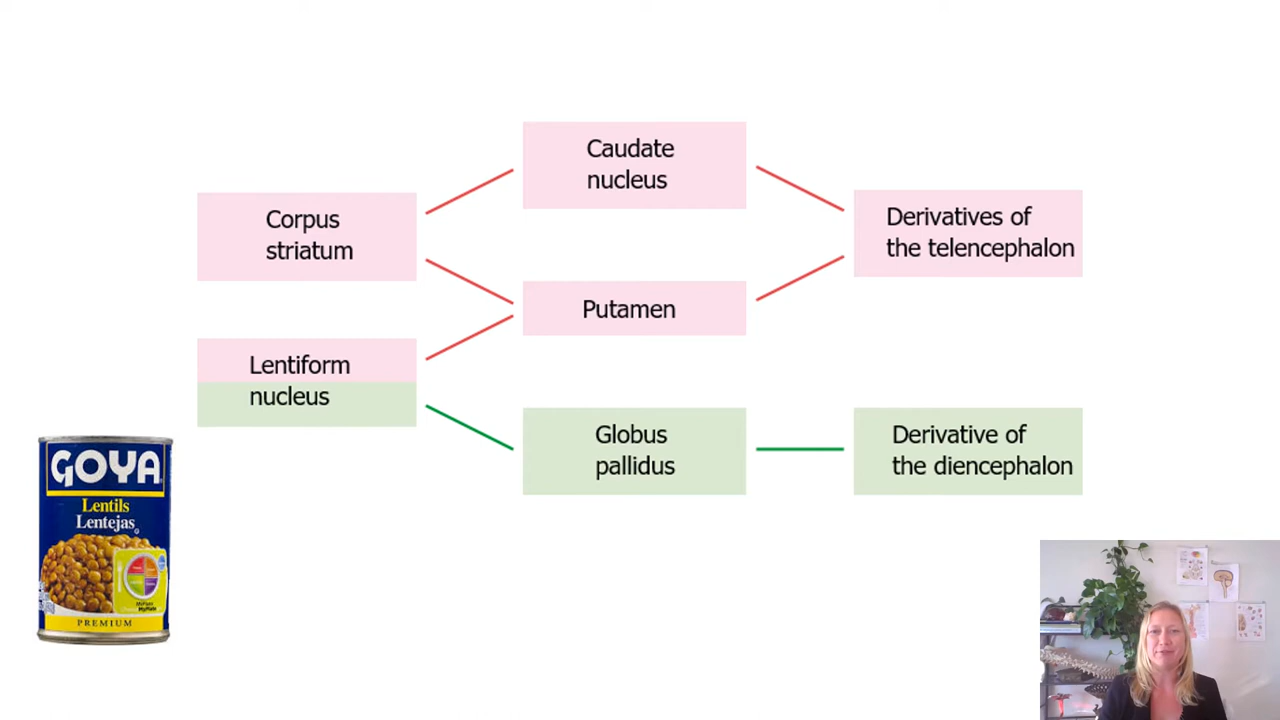 Caudate
nucleus
Corpus
striatum
Derivatives of
the telencephalon
Putamen
Lentiform
nucleus
Globus
pallidus
Derivative of
the diencephalon
GOYA
Lentils
Lentejas
MyPlate
PREMIUM